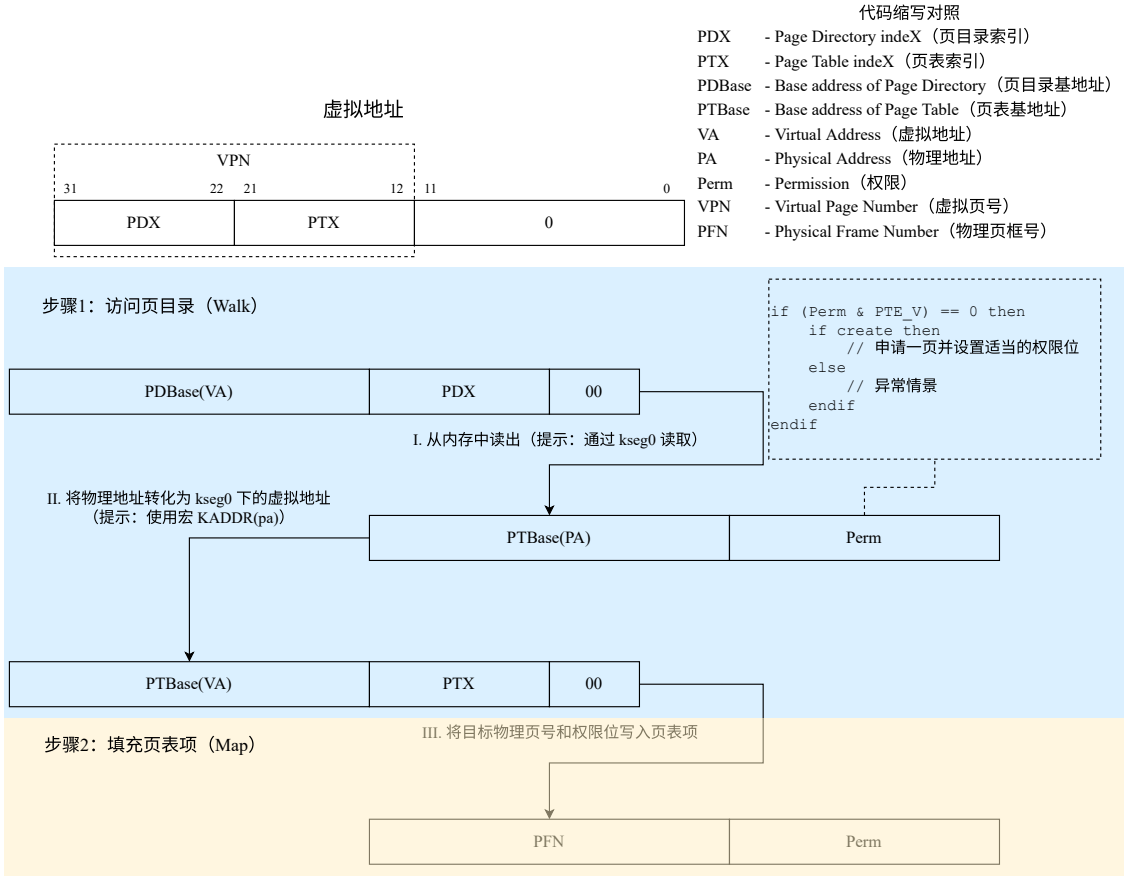 代码缩写对照
PDX - Page Directory indeX（页目录索引）
PTX - Page Table indeX（页表索引）
PDBase - Base address of Page Directory（页目录基地址）
PTBase - Base address of Page Table（页表基地址）
VA - Virtual Address（虚拟地址）
PA - Physical Address（物理地址）
Perm - Permission（权限）
VPN - Virtual Page Number（虚拟页号）
PFN - Physical Frame Number（物理页框号）
虚拟地址
VPN
31 22 21 12 11 0
PDX PTX 0
步骤1：访问页目录（Walk）
if (Perm & PTE_V) == 0 then
if create then
// 申请一页并设置适当的权限位
else
// 异常情景
endif
endif
PDBase(VA) PDX 00
I. 从内存中读出（提示：通过 kseg0 读取）
II. 将物理地址转化为 kseg0 下的虚拟地址
（提示：使用宏 KADDR(pa)）
PTBase(PA) Perm
PTBase(VA) PTX 00
步骤2：填充页表项（Map）
III. 将目标物理页号和权限位写入页表项
PFN Perm